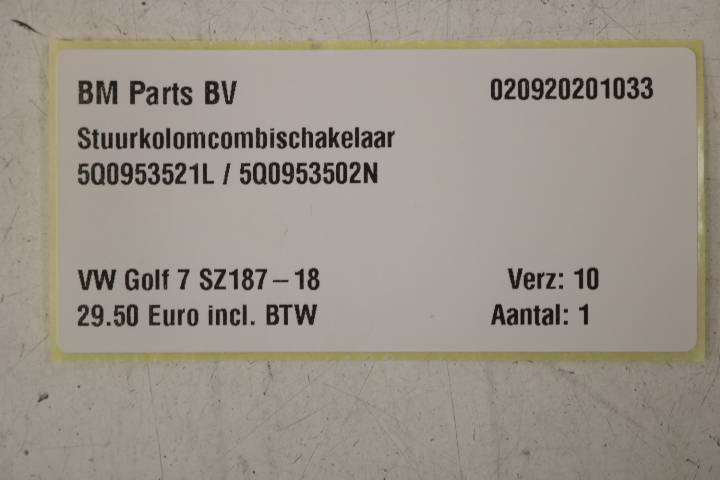 BM Parts BV 020920201033
Stuurkolomcombischakelaar
5Q0953521L / 5Q0953502N
VW Golf 7 SZ187 – 18 Verz: 10
29.50 Euro incl. BTW Aantal: 1